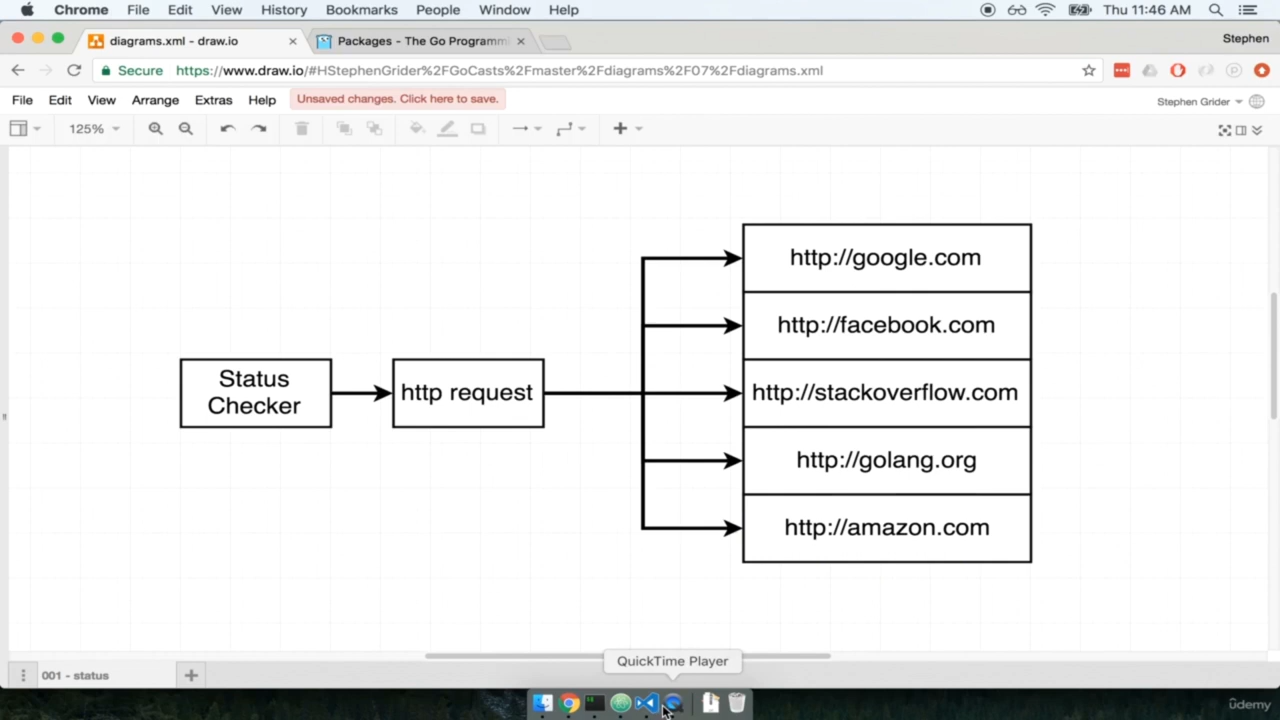 Chrome File Edit View History Bookmarks People Window Help Thu 11:46 AM
diagrams.xml - draw.io
Packages - The Go Programmi
Stephen
Secure https://www.draw.io/#HStephenGrider%2FGoCasts%2Fmaster%2Fdiagrams%2F07%2Fdiagrams.xml
File Edit View Arrange Extras Help Unsaved changes. Click here to save. Stephen Grider
125%
http://google.com
http://facebook.com
Status
Checker
http request
http://stackoverflow.com
http://golang.org
http://amazon.com
QuickTime Player
001 - status
ûdemy